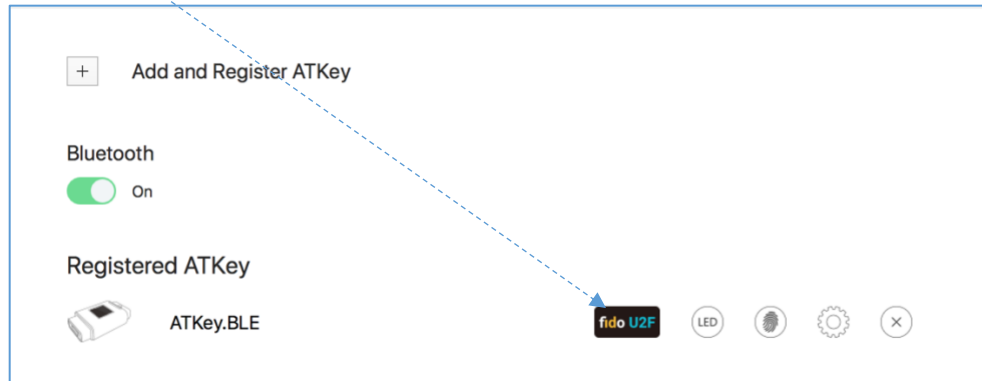 + Add and Register ATKey
Bluetooth
On
Registered ATKey
ATKey.BLE fido U2F LED